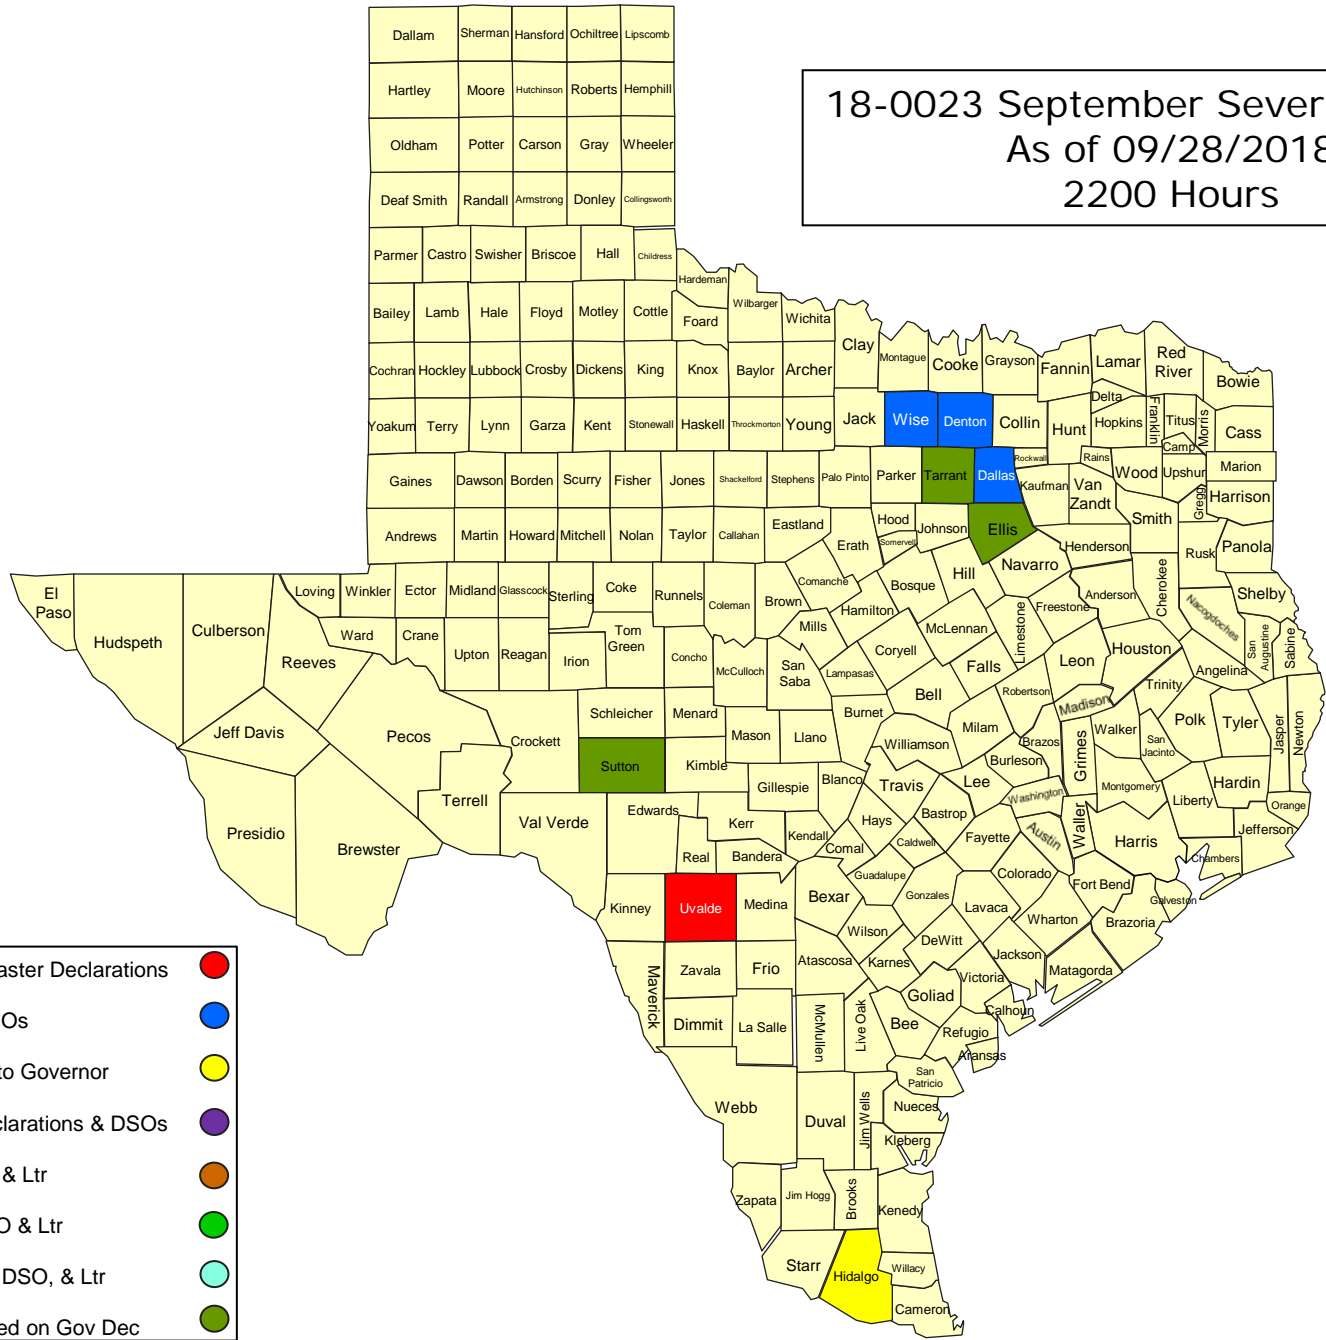 Dallam Sherman Hansford Ochiltree Lipscomb
Hartley Moore Hutchinson Roberts Hemphill
18-0023 September Sever
As of 09/28/2018
2200 Hours
Oldham Potter Carson Gray Wheeler
Deaf Smith Randall Armstrong Donley Collingsworth
Parmer Castro Swisher Briscoe Hall Childress
Hardeman
Bailey Lamb Hale Floyd Motley Cottle Foard Wilbarger Wichita
Clay Montague Cooke Grayson Fannin Lamar Red
River
Bowie
Cochran Hockley Lubbock Crosby Dickens King Knox Baylor Archer
Delta
Yoakum Terry Lynn Garza Kent Stonewall Haskell Throckmorton Young Jack Wise Denton Collin Hunt Hopkins Franklin Titus Morris Cass
Camp
Rockwall Rains
Gaines Dawson Borden Scurry Fisher Jones Shackelford Stephens Palo Pinto Parker Tarrant Dallas Kaufman Van
Zandt
Wood Upshur Marion
Gregg Harrison
Andrews Martin Howard Mitchell Nolan Taylor Callahan Eastland Erath Hood Somervell Johnson Ellis Henderson Smith Rusk Panola
El
Paso
Hudspeth Culberson Loving Winkler Ector Midland Glasscock Sterling Coke Runnels Coleman Brown Comanche Hamilton Bosque Hill Navarro Freestone Anderson Cherokee Nacogdoches Shelby
Reeves Ward Crane Upton Reagan Irion Tom
Green
Concho McCulloch San
Saba
Mills Lampasas Coryell McLennan Limestone Falls Leon Houston Angelina San
Augustine
Sabine
Jeff Davis Pecos Crockett Schleicher Menard Mason Llano Burnet Bell Milam Robertson Madison Trinity Walker San
Jacinto
Polk Tyler Jasper Newton
Sutton Kimble Gillespie Blanco Williamson Travis Lee Burleson Brazos Grimes Washington Montgomery Liberty Hardin Orange
Presidio Brewster Terrell Val Verde Edwards Kerr Kendall Comal Hays Caldwell Bastrop Fayette Austin Waller Harris Jefferson Chambers
Real Bandera Bexar Guadalupe Gonzales Lavaca Colorado Fort Bend Galveston
Kinney Uvalde Medina Wilson DeWitt Wharton Brazoria
aster Declarations
Os
to Governor
clarations & DSOs
& Ltr
O & Ltr
DSO, & Ltr
ed on Gov Dec
Maverick Zavala Frio Atascosa Karnes Goliad Victoria Jackson Matagorda
Dimmit La Salle McMullen Live Oak Bee Refugio Calhoun
Aransas
Webb Duval Jim Wells San
Patricio
Nueces
Kleberg
Zapata Jim Hogg Brooks Kenedy
Starr Hidalgo Willacy
Cameron